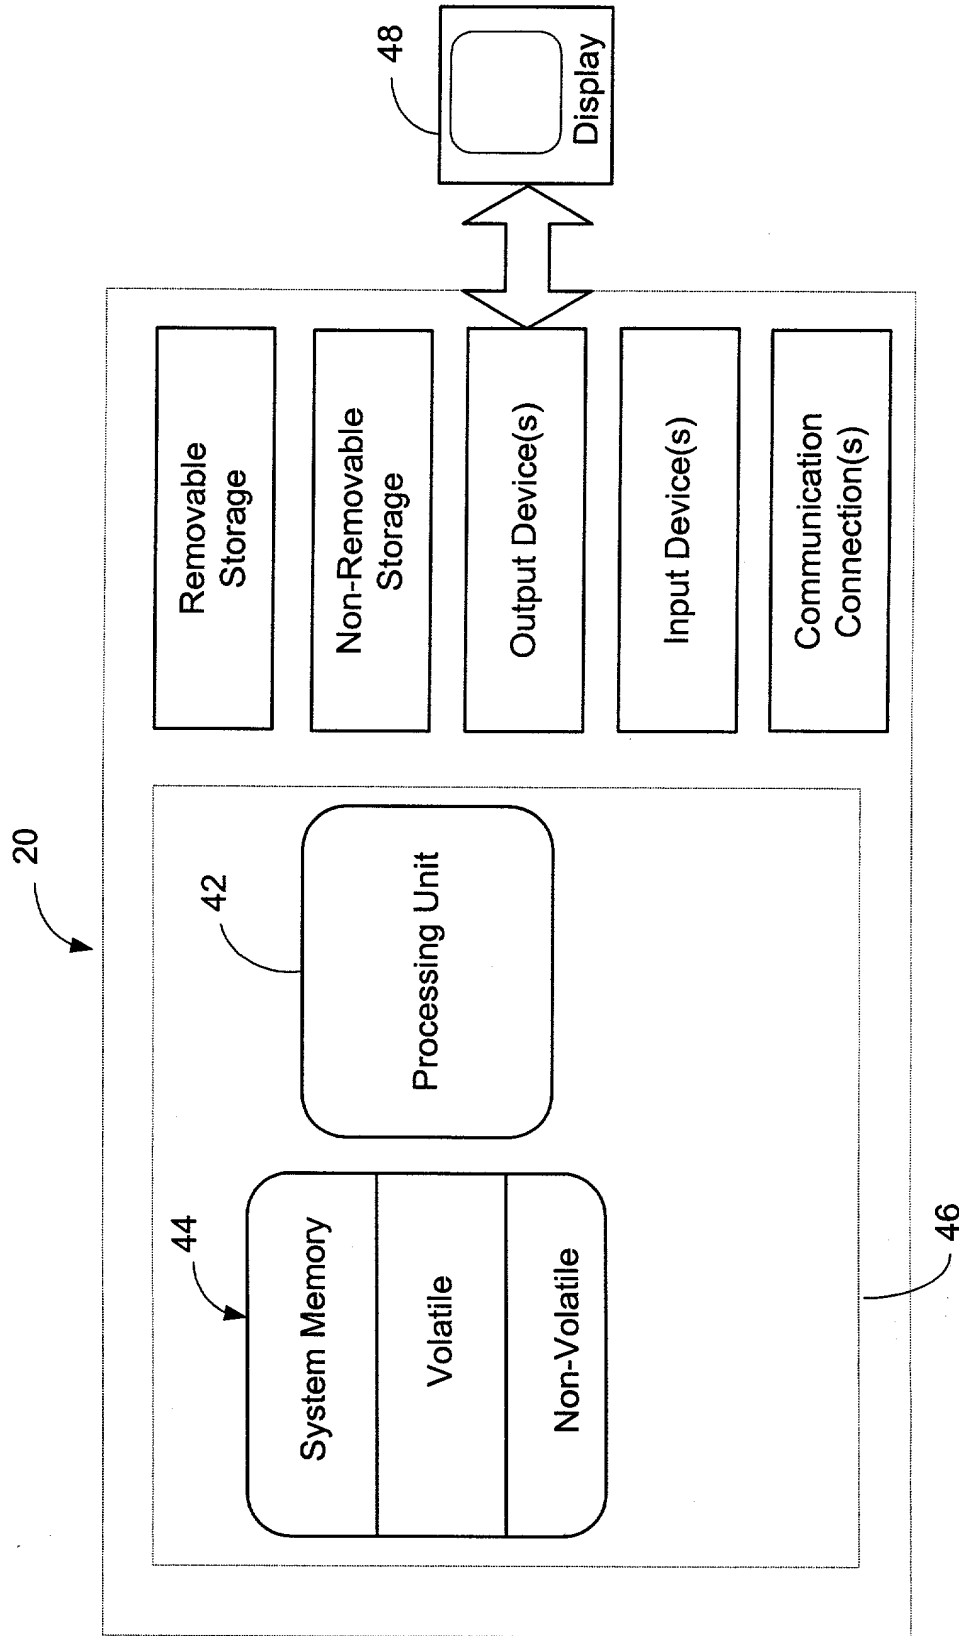 20
44
System Memory
Volatile
Non-Volatile
42
Processing Unit
46
Removable
Storage
Non-Removable
Storage
Output Device(s)
Input Device(s)
Communication
Connection(s)
48
Display